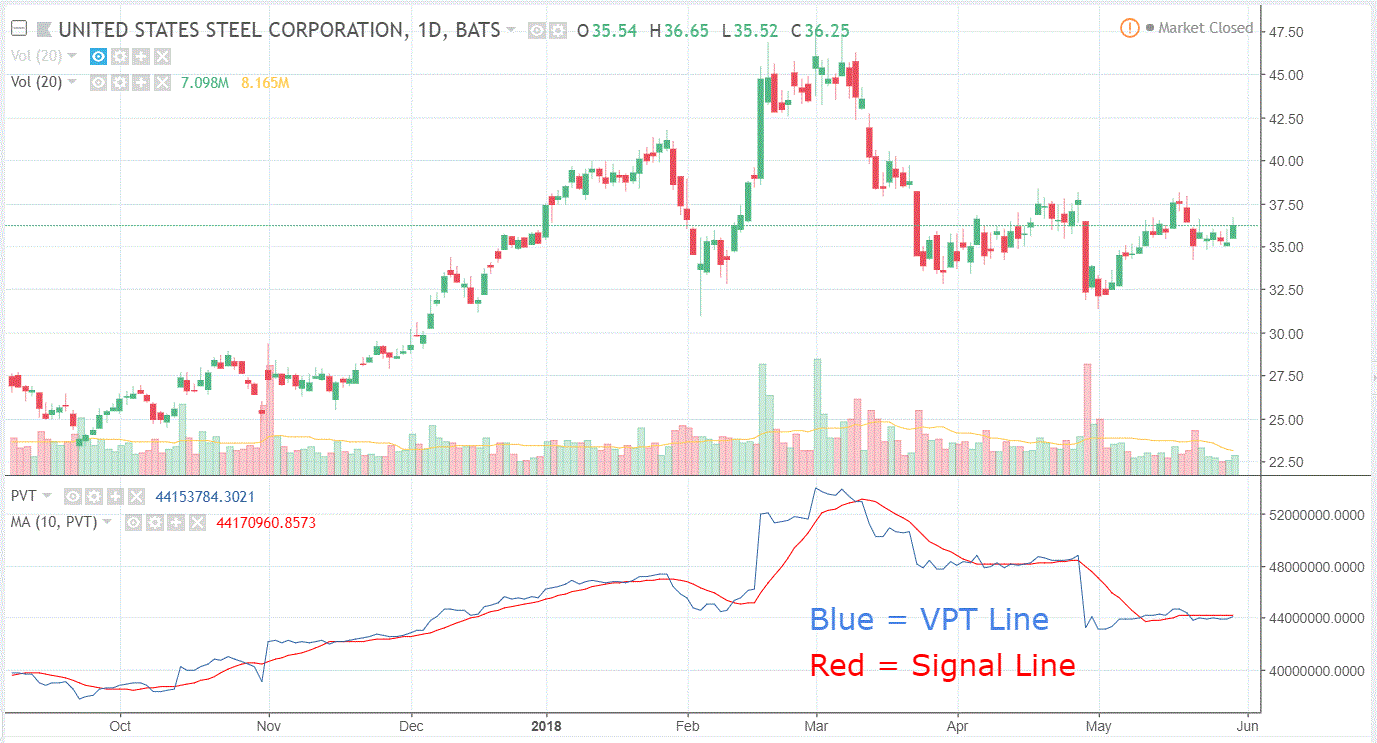 UNITED STATES STEEL CORPORATION, 1D, BATS O35.54 H36.65 L35.52 C36.25
Market Closed
Vol (20)
Vol (20) 7.098M 8.165M
47.50
45.00
42.50
40.00
37.50
35.00
32.50
30.00
27.50
25.00
22.50
PVT 44153784.3021
MA (10, PVT) 44170960.8573
52000000.0000
48000000.0000
44000000.0000
40000000.0000
Blue = VPT Line
Red = Signal Line
Oct Nov Dec 2018 Feb Mar Apr May Jun